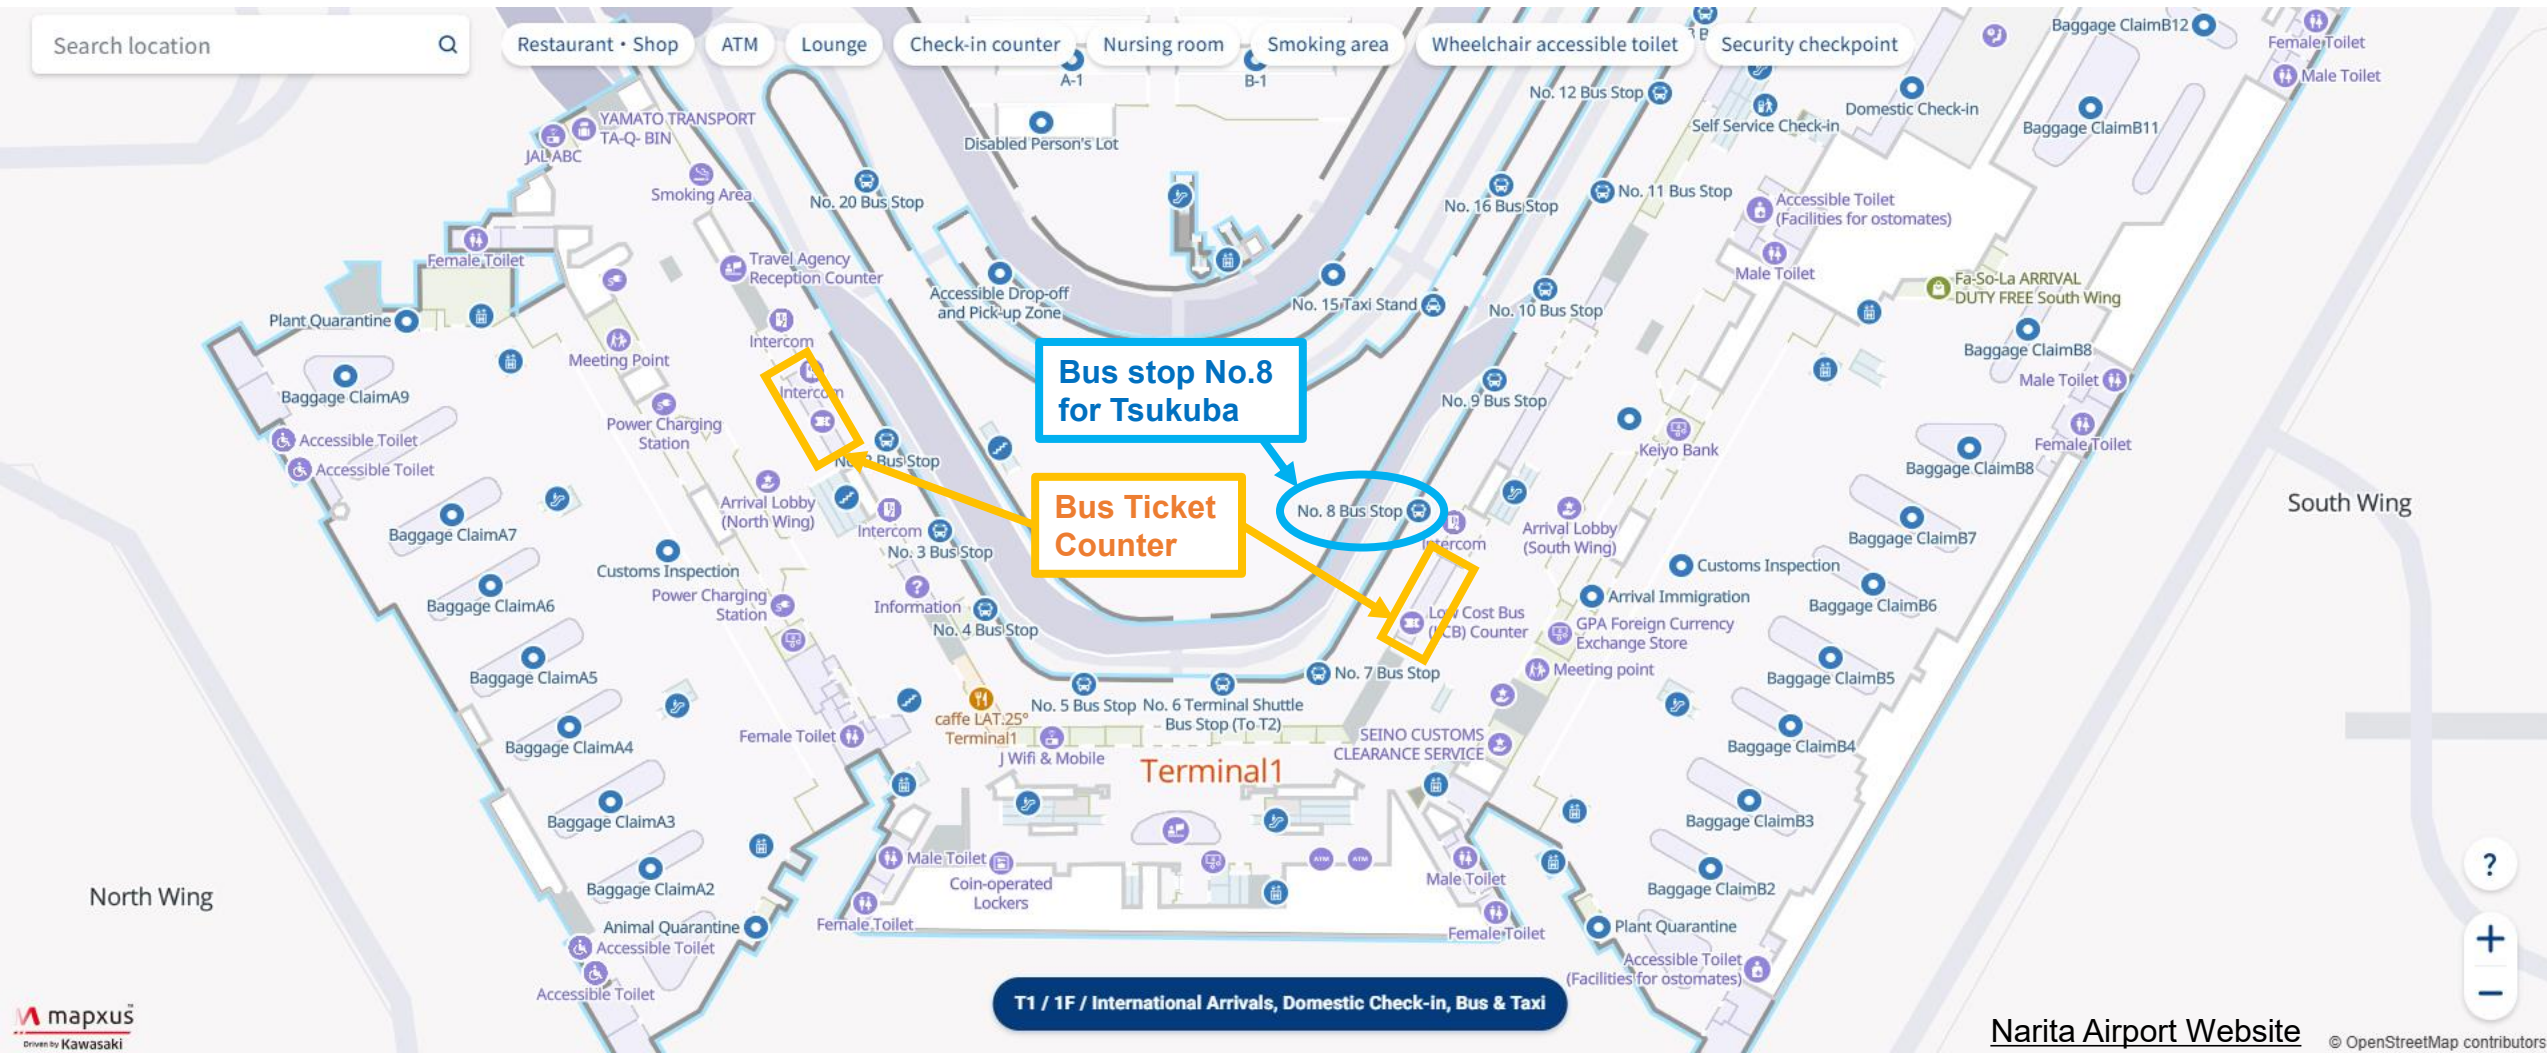 Search location
Restaurant・Shop
ATM
Lounge
Check-in counter
Nursing room
Smoking area
Wheelchair accessible toilet
Security checkpoint
A-1
B-1
Baggage ClaimB12
Female Toilet
Male Toilet
No. 12 Bus Stop
Domestic Check-in
Self Service Check-in
Baggage ClaimB11
YAMATO TRANSPORT
TA-Q- BIN
JAL ABC
Disabled Person's Lot
Smoking Area
No. 20 Bus Stop
No. 16 Bus Stop
No. 11 Bus Stop
Accessible Toilet
(Facilities for ostomates)
Female Toilet
Travel Agency
Reception Counter
Male Toilet
Fa-So-La ARRIVAL
DUTY FREE South Wing
Accessible Drop-off
and Pick-up Zone
No. 15 Taxi Stand
No. 10 Bus Stop
Plant Quarantine
Intercom
Meeting Point
Baggage ClaimB8
Male Toilet
Bus stop No.8
for Tsukuba
Intercom
Baggage ClaimA9
No. 9 Bus Stop
Power Charging
Station
Accessible Toilet
Accessible Toilet
Keiyo Bank
Female Toilet
Bus Stop
Baggage ClaimB8
Arrival Lobby
(North Wing)
Bus Ticket
Counter
No. 8 Bus Stop
South Wing
Intercom
Baggage ClaimA7
No. 3 Bus Stop
Intercom
Arrival Lobby
(South Wing)
Baggage ClaimB7
Customs Inspection
Customs Inspection
Baggage ClaimA6
Power Charging
Station
Information
No. 4 Bus Stop
Low Cost Bus
(LCB) Counter
Arrival Immigration
Baggage ClaimB6
GPA Foreign Currency
Exchange Store
Baggage ClaimA5
No. 7 Bus Stop
Meeting point
Baggage ClaimB5
No. 5 Bus Stop
No. 6 Terminal Shuttle
Bus Stop (To T2)
caffe LAT.25°
Terminal1
Female Toilet
Baggage ClaimA4
J Wifi & Mobile
SEINO CUSTOMS
CLEARANCE SERVICE
Baggage ClaimB4
Terminal1
Baggage ClaimA3
Baggage ClaimB3
Male Toilet
ATM
ATM
Coin-operated
Lockers
Male Toilet
Baggage ClaimA2
Baggage ClaimB2
?
North Wing
Female Toilet
Animal Quarantine
Accessible Toilet
Female Toilet
Plant Quarantine
Accessible Toilet
Accessible Toilet
(Facilities for ostomates)
T1 / 1F / International Arrivals, Domestic Check-in, Bus & Taxi
mapxus™
Driven by Kawasaki
Narita Airport Website
© OpenStreetMap contributors